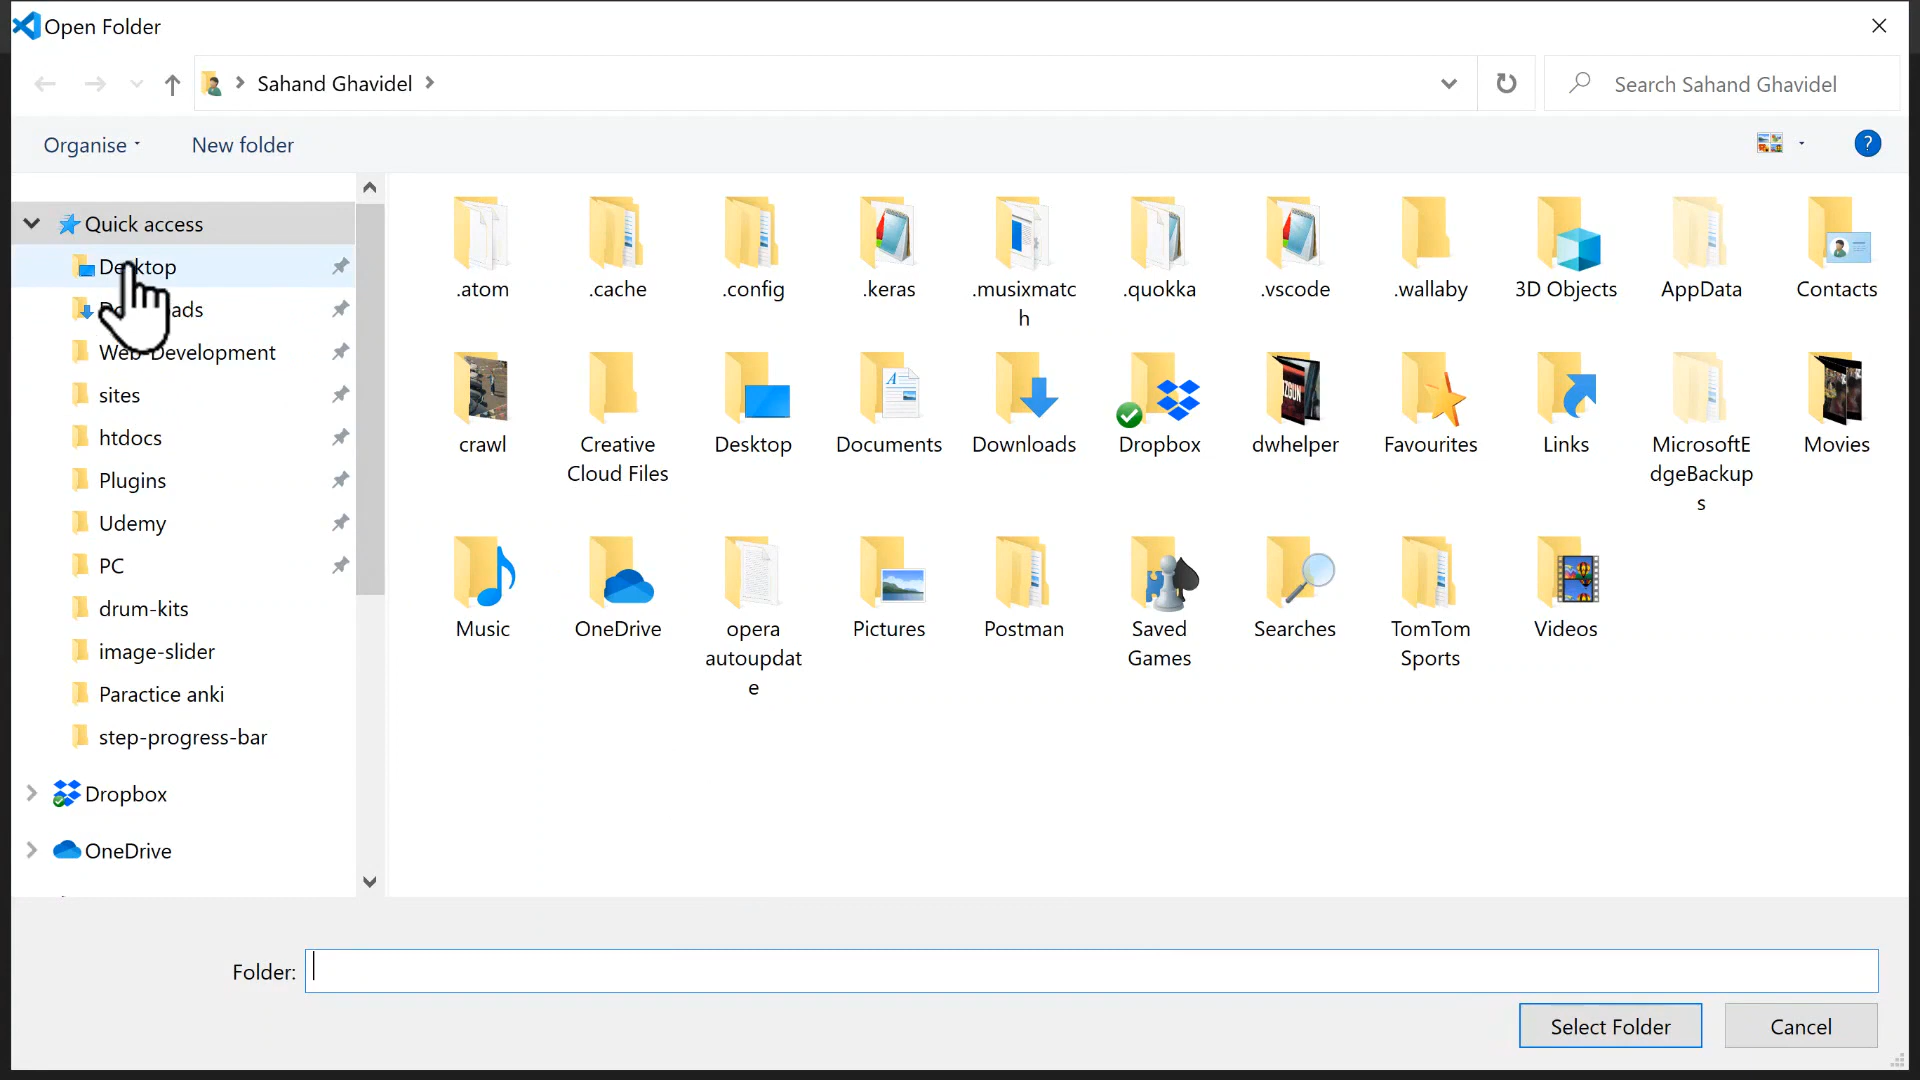 Open Folder
Sahand Ghavidel
Search Sahand Ghavidel
Organise
New folder
?
Quick access
Desktop
Web-Development
sites
htdocs
Plugins
Udemy
PC
drum-kits
image-slider
Paractice anki
step-progress-bar
Dropbox
OneDrive
.atom
.cache
.config
.keras
.musixmatc
h
.quokka
.vscode
.wallaby
3D Objects
AppData
Contacts
crawl
Creative
Cloud Files
Desktop
Documents
Downloads
Dropbox
dwhelper
Favourites
Links
MicrosoftE
dgeBackup
s
Movies
Music
OneDrive
opera
autoupdat
e
Pictures
Postman
Saved
Games
Searches
TomTom
Sports
Videos
Folder:
Select Folder
Cancel